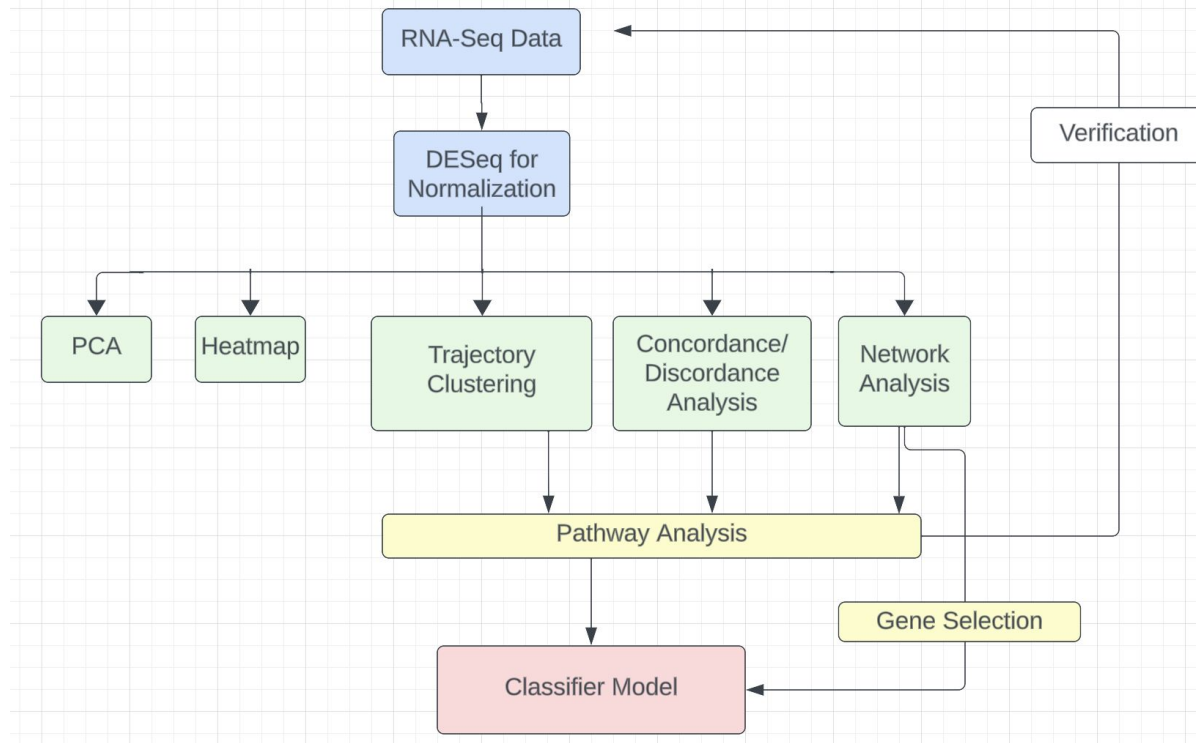 RNA-Seq Data
Verification
DESeq for
Normalization
PCA
Heatmap
Trajectory
Clustering
Concordance/
Discordance
Analysis
Network
Analysis
Pathway Analysis
Gene Selection
Classifier Model